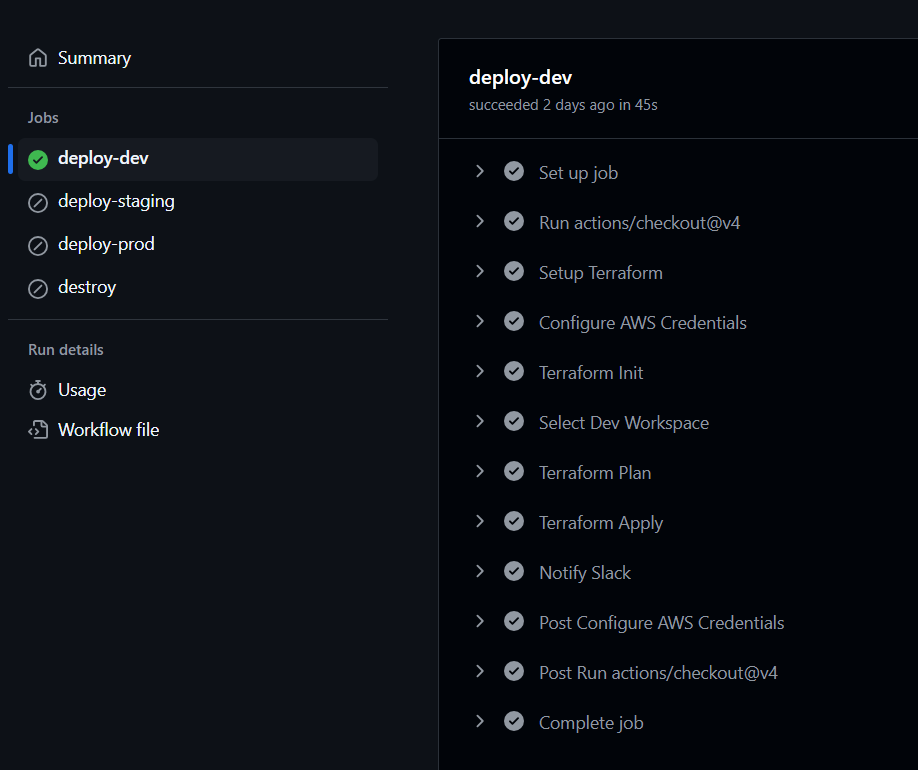 Summary
Jobs
deploy-dev
deploy-staging
deploy-prod
destroy
Run details
Usage
Workflow file
deploy-dev
succeeded 2 days ago in 45s
Set up job
Run actions/checkout@v4
Setup Terraform
Configure AWS Credentials
Terraform Init
Select Dev Workspace
Terraform Plan
Terraform Apply
Notify Slack
Post Configure AWS Credentials
Post Run actions/checkout@v4
Complete job